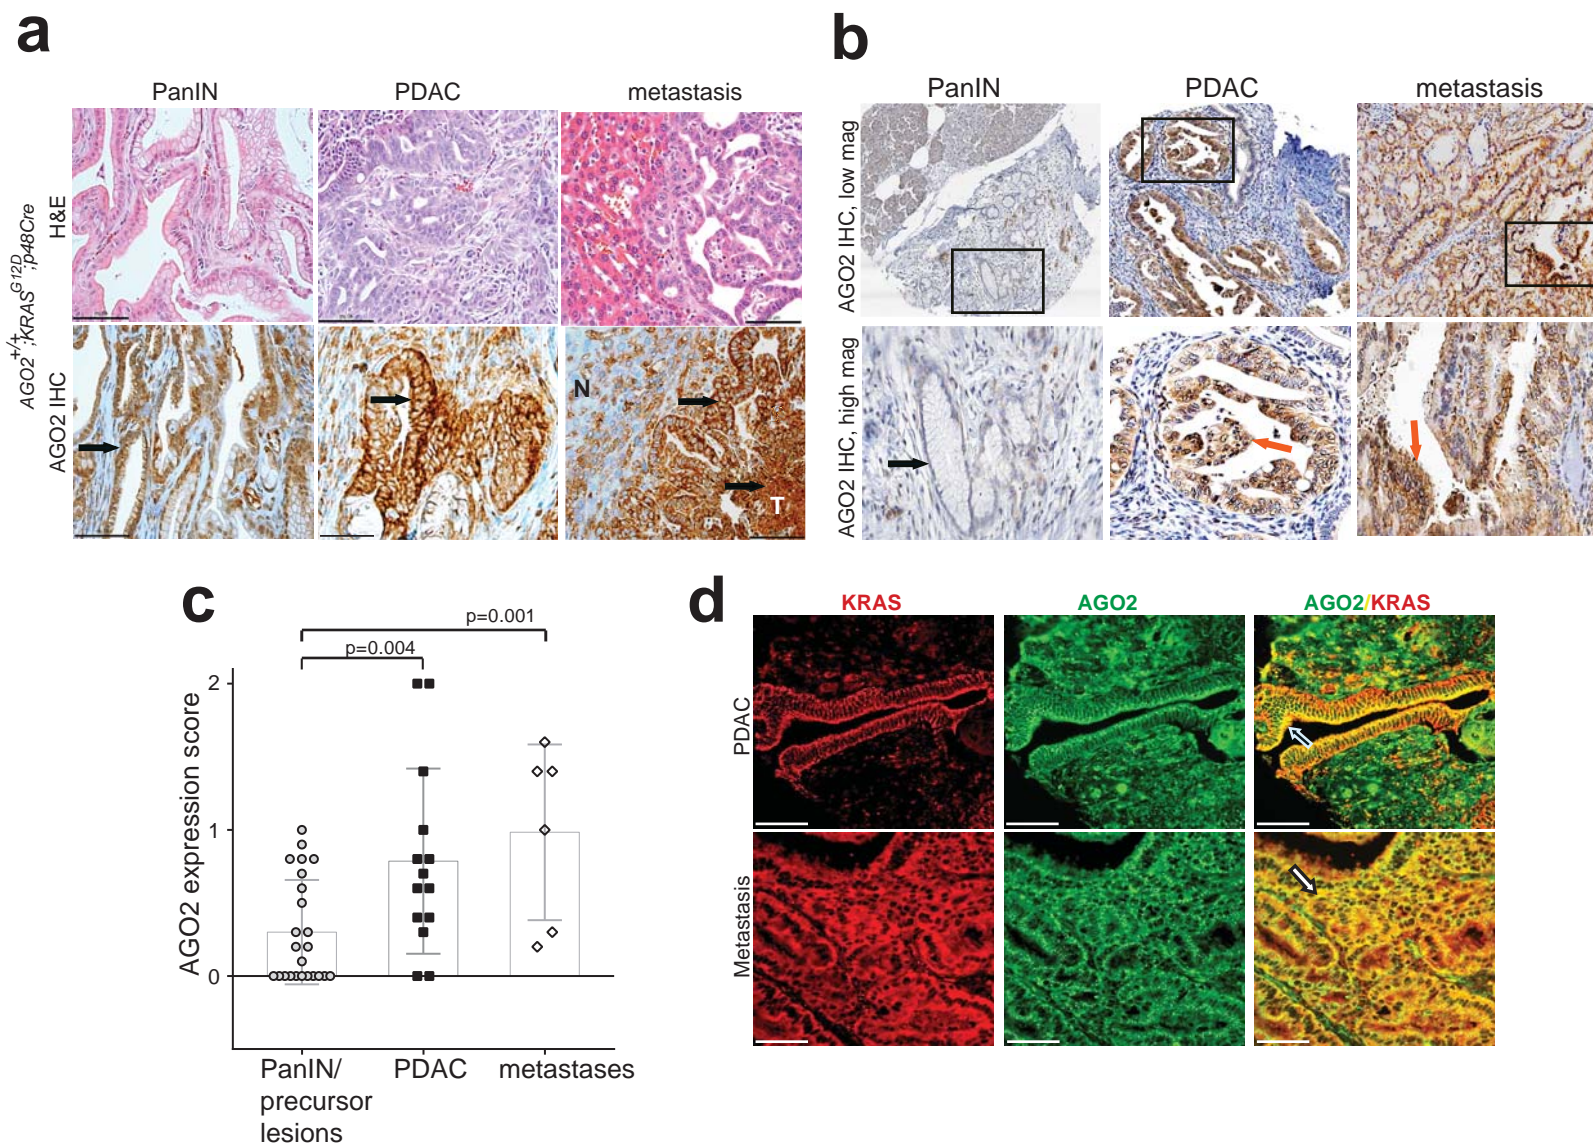 a
PanIN PDAC metastasis
AGO2+/+;KRASG12D;p48Cre
H&E
AGO2 IHC
N
T
b
PanIN PDAC metastasis
AGO2 IHC, low mag
AGO2 IHC, high mag
c
p=0.001
p=0.004
AGO2 expression score
2
1
0
PanIN/
precursor
lesions
PDAC
metastases
d
KRAS AGO2 AGO2/KRAS
PDAC
Metastasis